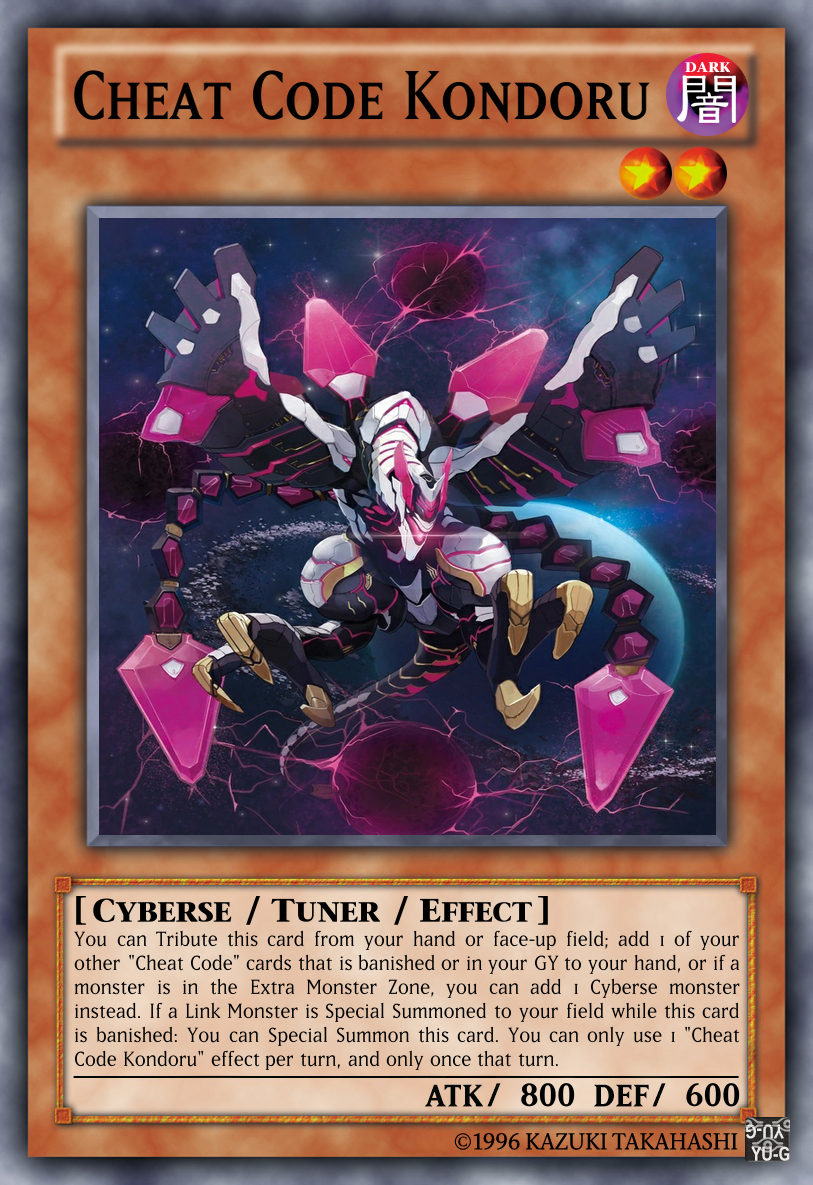 Cheat Code Kondoru
DARK
闇
[ Cyberse / Tuner / Effect ]
You can Tribute this card from your hand or face-up field; add 1 of your
other "Cheat Code" cards that is banished or in your GY to your hand, or if a
monster is in the Extra Monster Zone, you can add 1 Cyberse monster
instead. If a Link Monster is Special Summoned to your field while this card
is banished: You can Special Summon this card. You can only use 1 "Cheat
Code Kondoru" effect per turn, and only once that turn.
ATK/ 800 DEF/ 600
©1996 KAZUKI TAKAHASHI
YU-G
YU-G